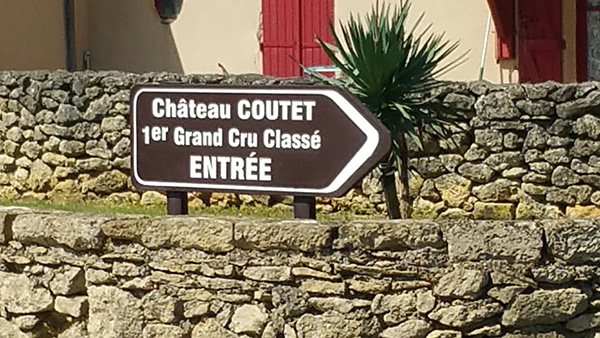 Château COUTET
1er Grand Cru Classé
ENTRÉE